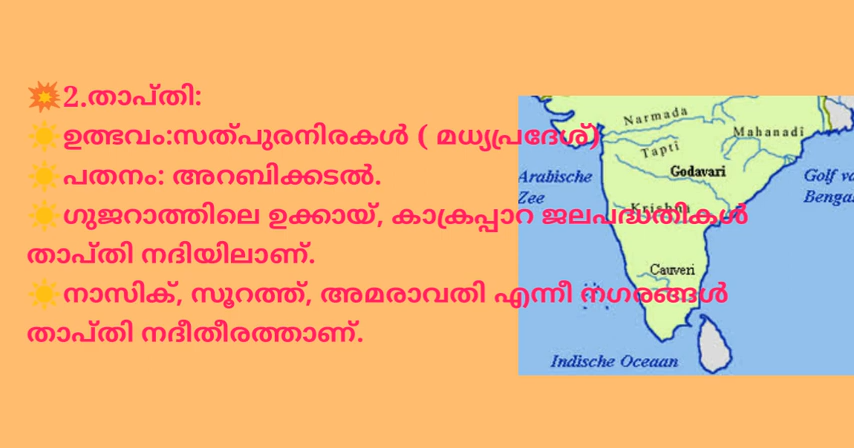 💥2.താപ്തി:
☀️ഉത്ഭവം:സത്പുരനിരകൾ ( മധ്യപ്രദേശ്)
☀️പതനം: അറബിക്കടൽ.
☀️ഗുജറാത്തിലെ ഉക്കായ്, കാക്രപ്പാറ ജലപദ്ധതികൾ
താപ്തി നദിയിലാണ്.
☀️നാസിക്, സൂറത്ത്, അമരാവതി എന്നീ നഗരങ്ങൾ
താപ്തി നദീതീരത്താണ്.
Narmada
Mahanadi
Tapti
Godavari
Arabische
Zee
Golf va
Benga
Krishna
Cauveri
Indische Oceaan